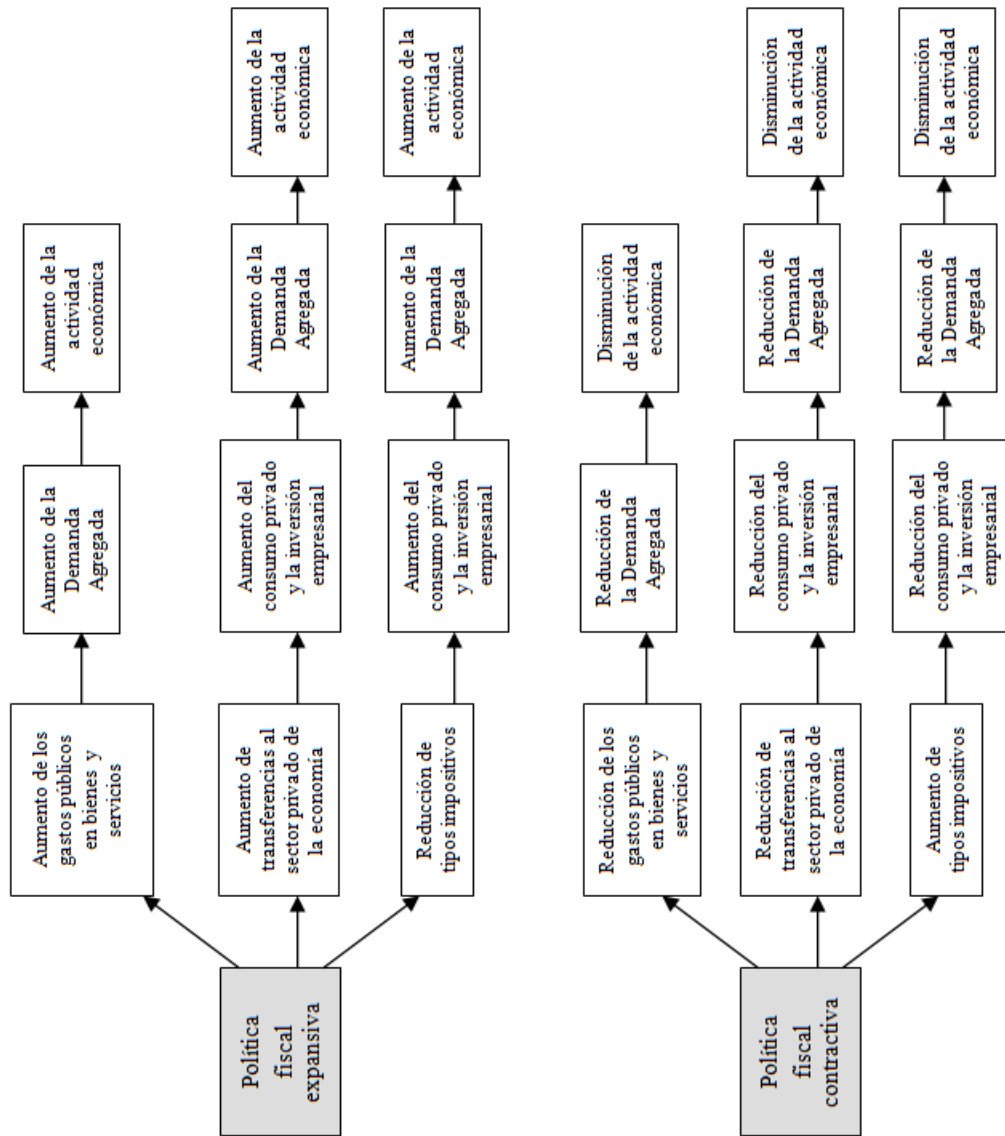 Política
fiscal
expansiva
Aumento de los
gastos públicos
en bienes y
servicios
Aumento de la
Demanda
Agregada
Aumento de la
actividad
económica
Aumento de
transferencias al
sector privado de
la economía
Aumento del
consumo privado
y la inversión
empresarial
Aumento de la
Demanda
Agregada
Aumento de la
actividad
económica
Reducción de
tipos impositivos
Aumento del
consumo privado
y la inversión
empresarial
Aumento de la
Demanda
Agregada
Aumento de la
actividad
económica
Política
fiscal
contractiva
Reducción de los
gastos públicos
en bienes y
servicios
Reducción de
la Demanda
Agregada
Disminución
de la actividad
económica
Reducción de
transferencias al
sector privado de
la economía
Reducción del
consumo privado
y la inversión
empresarial
Reducción de
la Demanda
Agregada
Disminución
de la actividad
económica
Aumento de
tipos impositivos
Reducción del
consumo privado
y la inversión
empresarial
Reducción de
la Demanda
Agregada
Disminución
de la actividad
económica